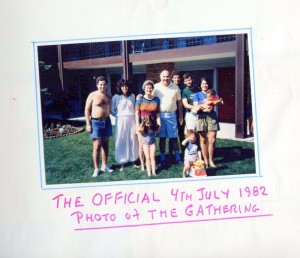 THE OFFICIAL 4TH JULY 1982
PHOTO of THE GATHERING